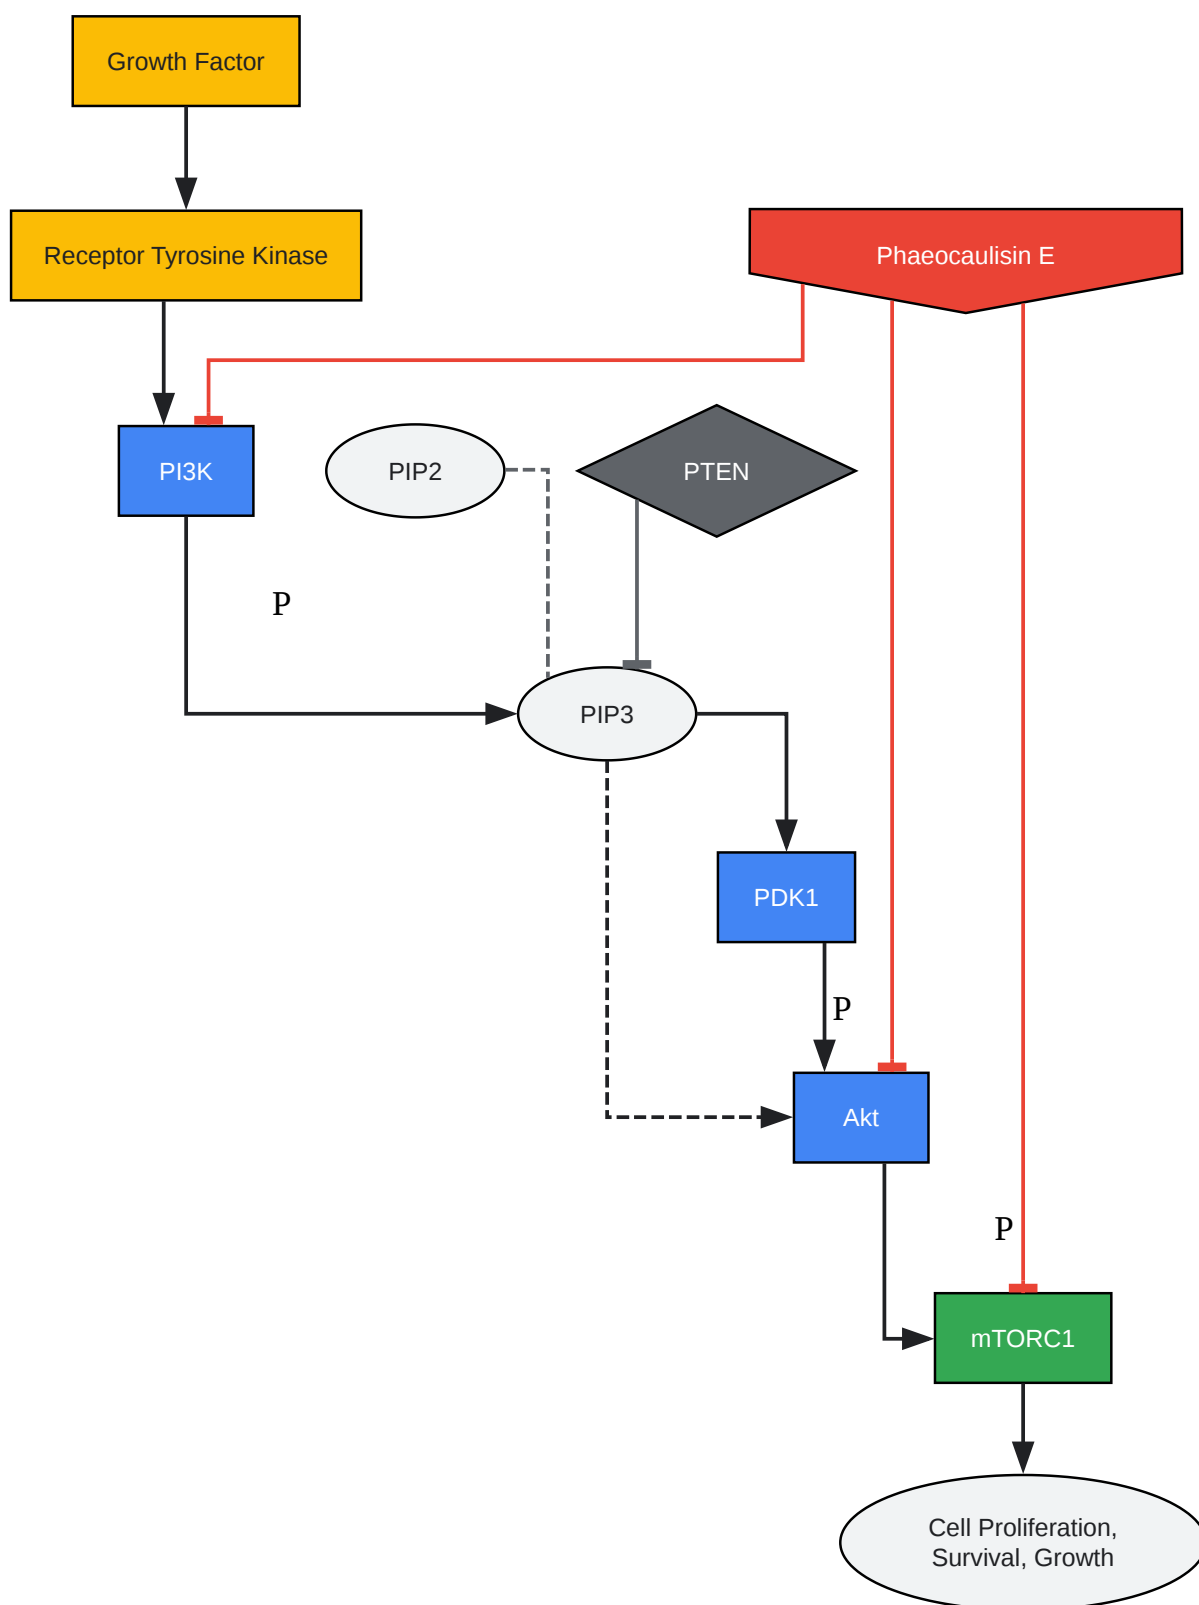 Growth Factor
Receptor Tyrosine Kinase
Phaeocaulisin E
PI3K
PIP2
PTEN
P
PIP3
PDK1
P
Akt
P
mTORC1
Cell Proliferation,
Survival, Growth